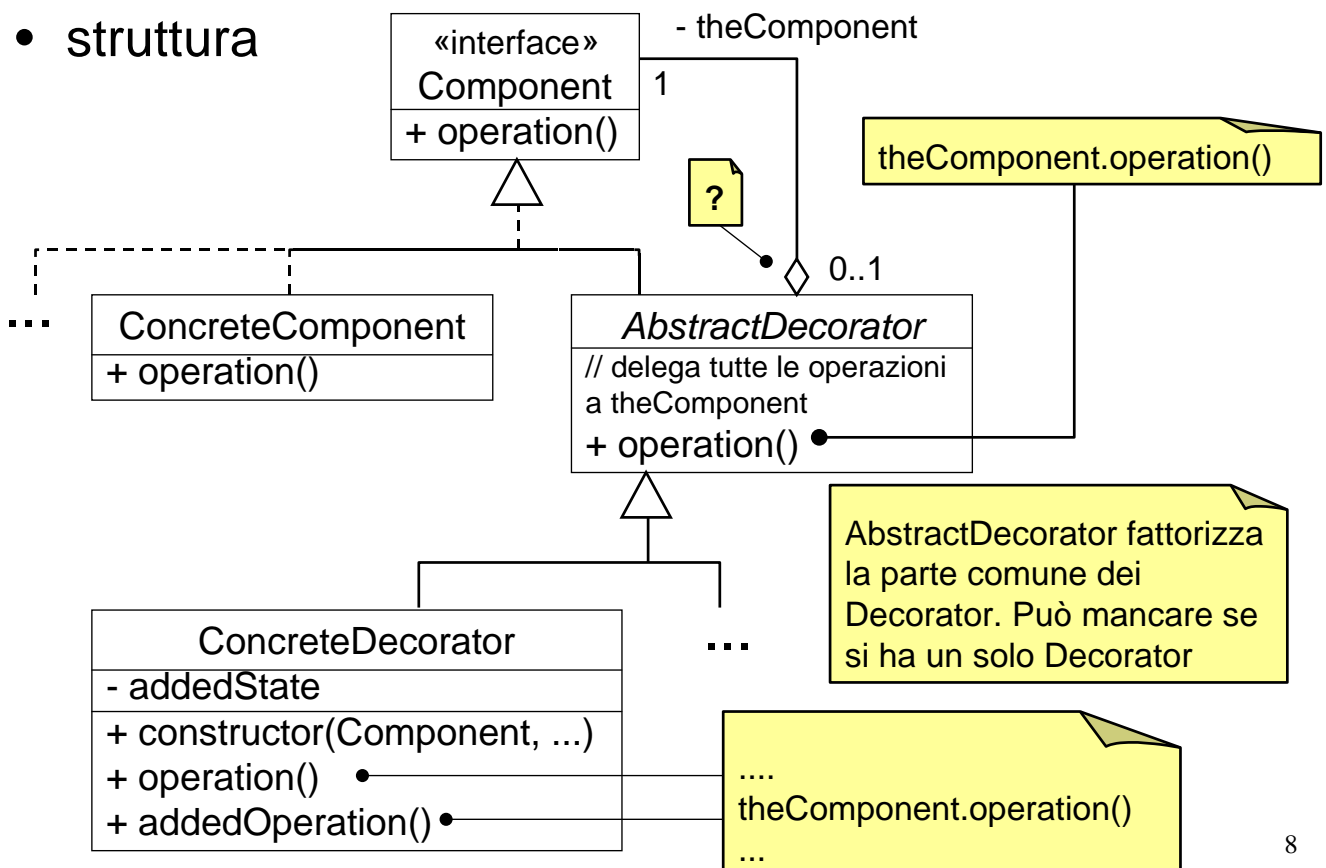 • struttura
«interface»
Component
+ operation()
- theComponent
1
theComponent.operation()
?
0..1
...
ConcreteComponent
+ operation()
AbstractDecorator
// delega tutte le operazioni
a theComponent
+ operation()
AbstractDecorator fattorizza
la parte comune dei
Decorator. Può mancare se
si ha un solo Decorator
ConcreteDecorator
- addedState
+ constructor(Component, ...)
+ operation()
+ addedOperation()
...
....
theComponent.operation()
...
8